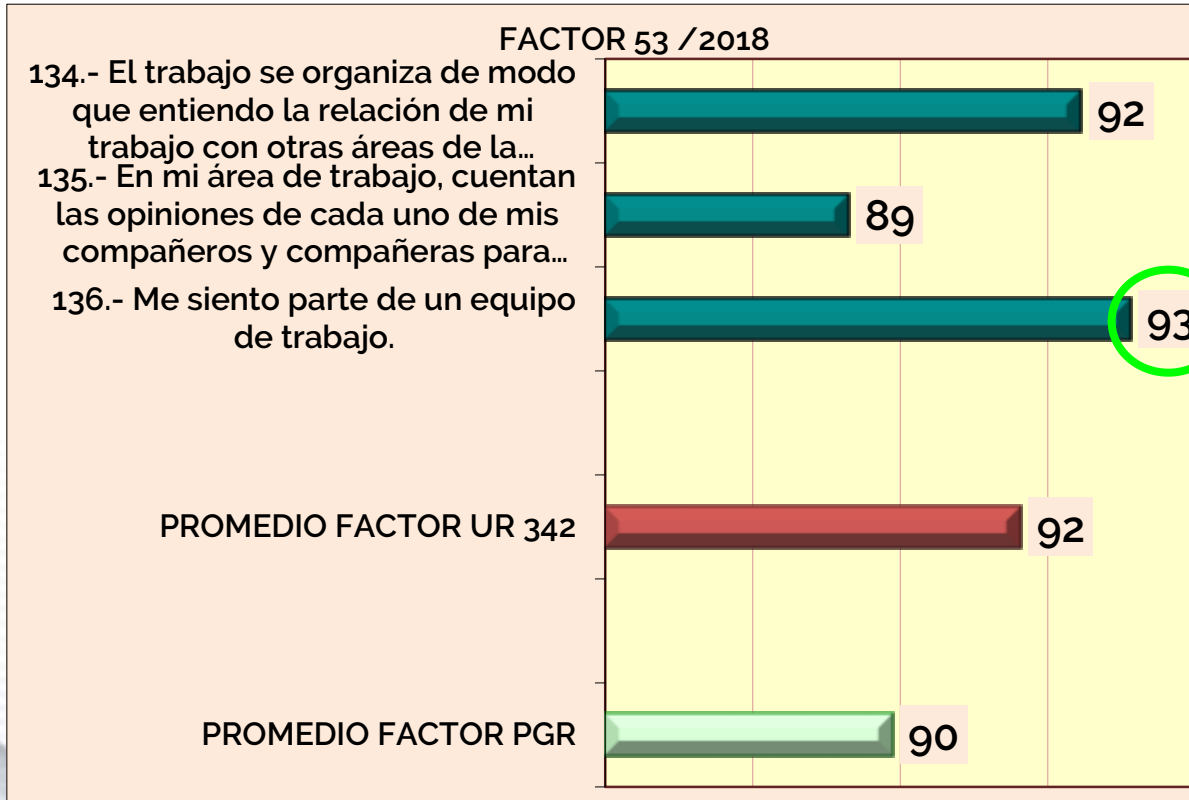 FACTOR 53 /2018
134.- El trabajo se organiza de modo
que entiendo la relación de mi
trabajo con otras áreas de la...
92
135.- En mi área de trabajo, cuentan
las opiniones de cada uno de mis
compañeros y compañeras para...
89
136.- Me siento parte de un equipo
de trabajo.
93
PROMEDIO FACTOR UR 342
92
PROMEDIO FACTOR PGR
90